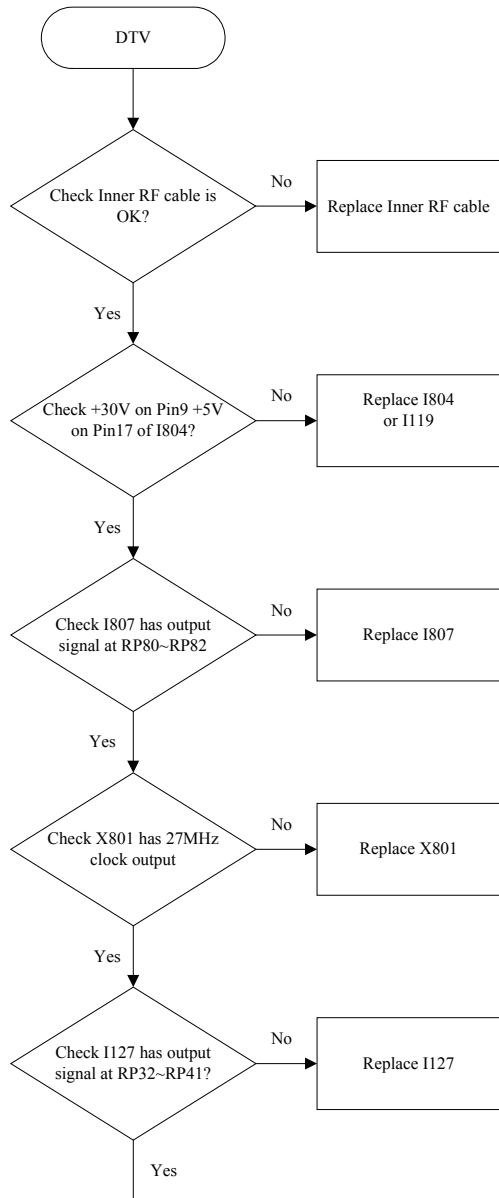 DTV
Check Inner RF cable is
OK?
No
Replace Inner RF cable
Yes
Check +30V on Pin9 +5V
on Pin17 of I804?
No
Replace I804
or I119
Yes
Check I807 has output
signal at RP80~RP82
No
Replace I807
Yes
Check X801 has 27MHz
clock output
No
Replace X801
Yes
Check I127 has output
signal at RP32~RP41?
No
Replace I127
Yes